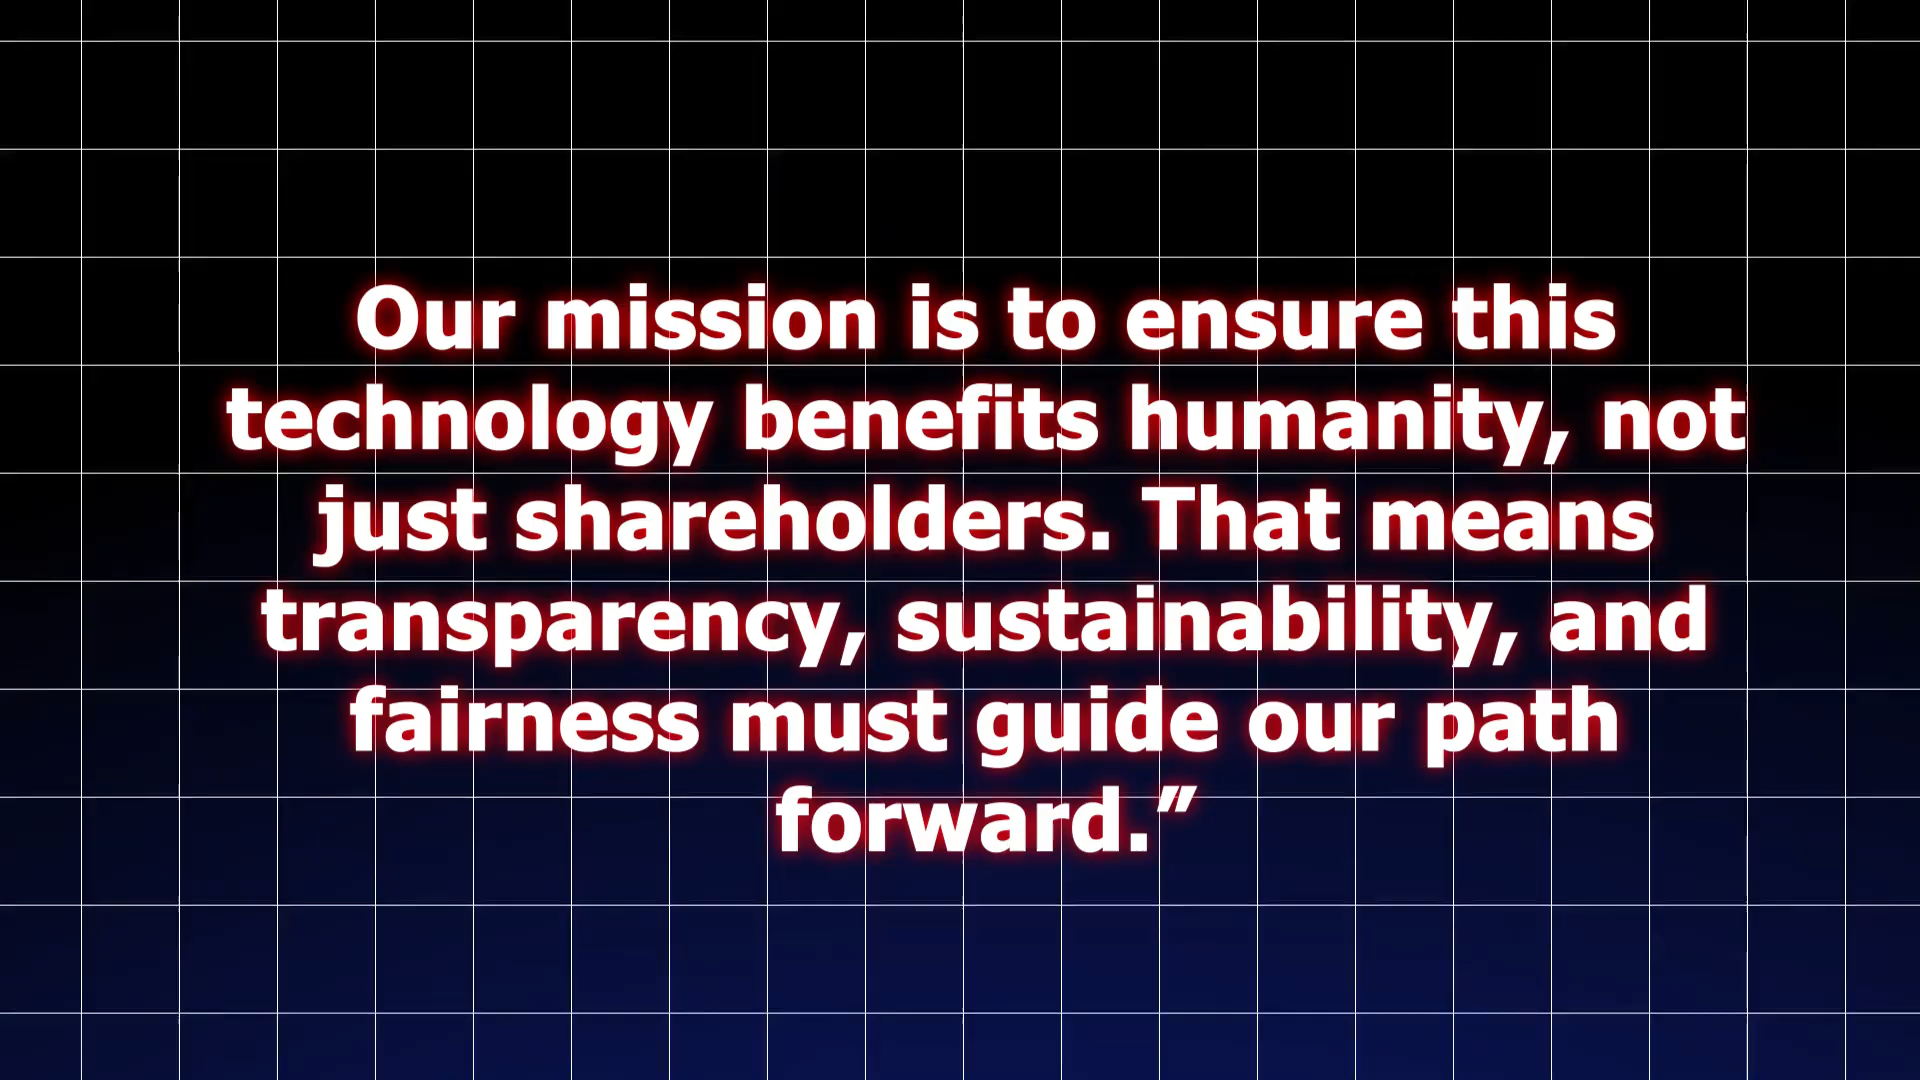 Our mission is to ensure this
technology benefits humanity, not
just shareholders. That means
transparency, sustainability, and
fairness must guide our path
forward.”